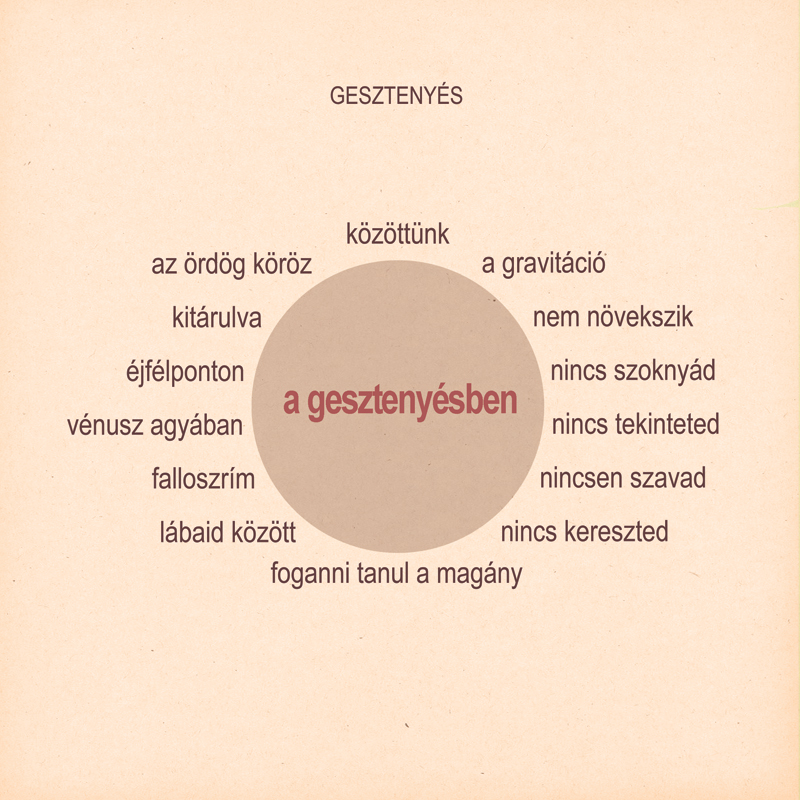 GESZTENYÉS
közöttünk
az ördög köröz
a gravitáció
kitárulva
nem növekszik
éjfélponton
nincs szoknyád
a gesztenyésben
vénusz agyában
nincs tekinteted
falloszrím
nincsen szavad
lábaid között
nincs kereszted
foganni tanul a magány